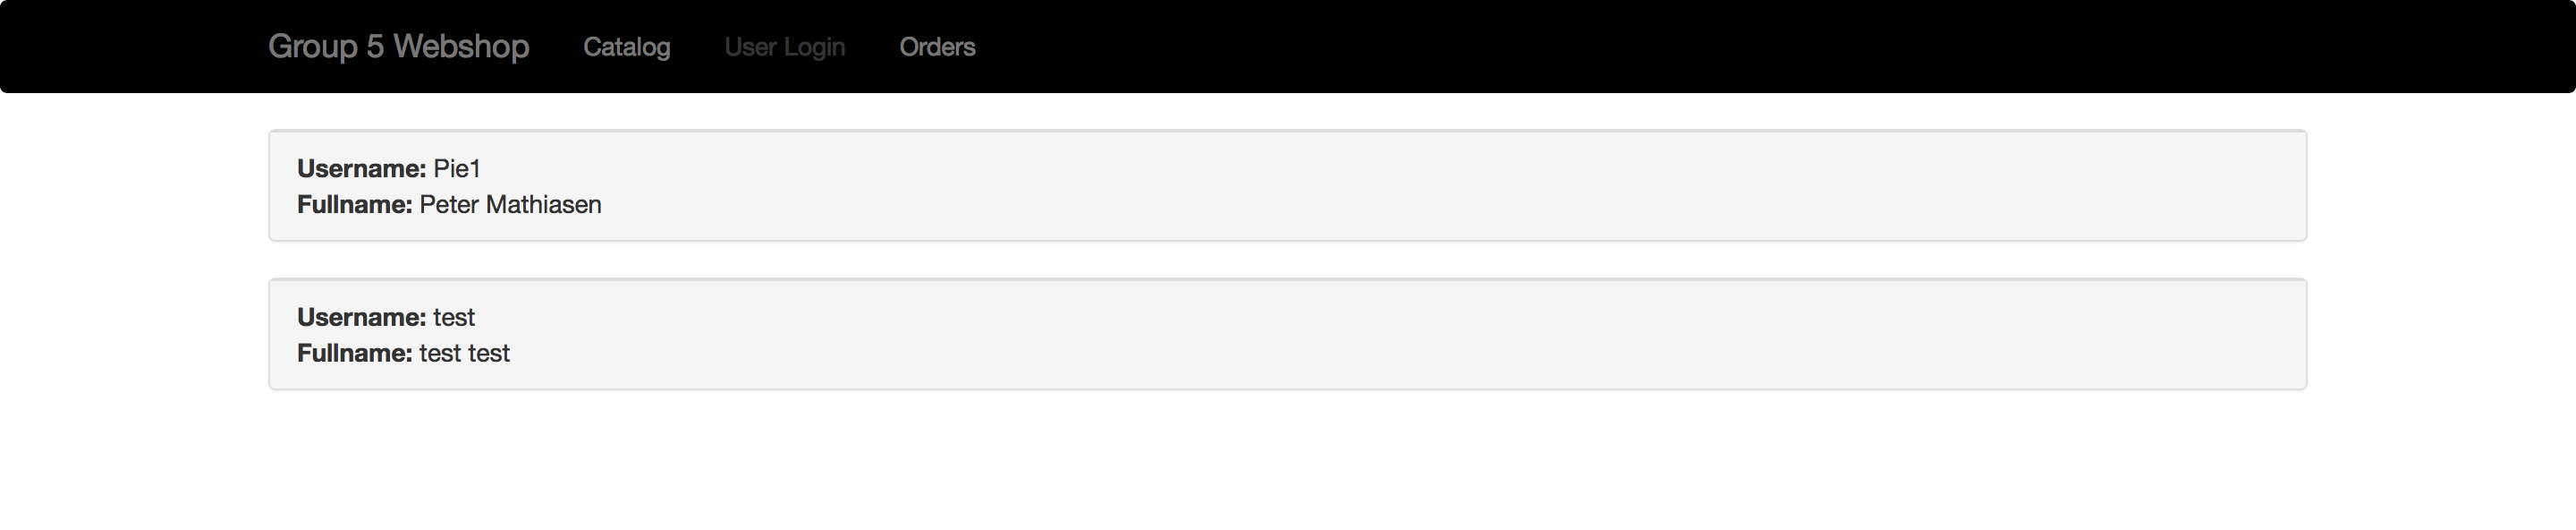 Group 5 Webshop Catalog User Login Orders
Username: Pie1
Fullname: Peter Mathiasen
Username: test
Fullname: test test